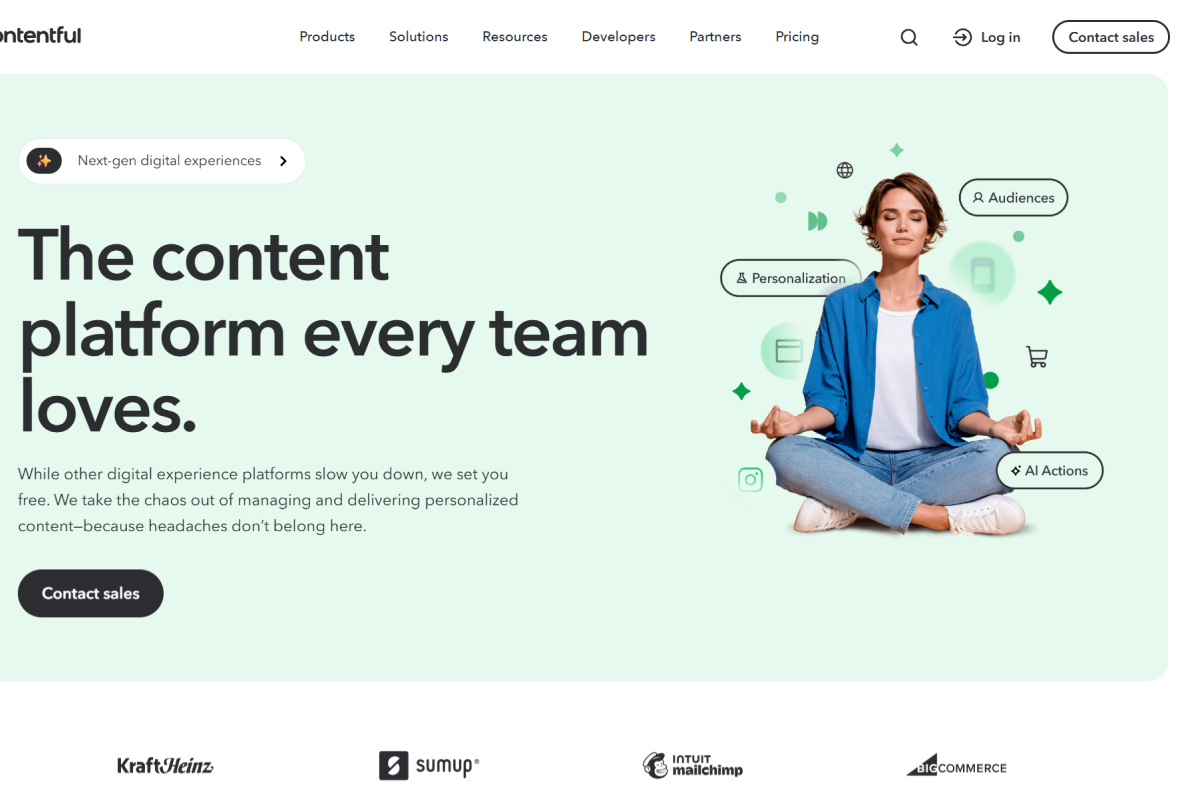 ontentful
Products
Solutions
Resources
Developers
Partners
Pricing
Log in
Contact sales
Next-gen digital experiences
The content
platform every team
loves.
While other digital experience platforms slow you down, we set you
free. We take the chaos out of managing and delivering personalized
content—because headaches don't belong here.
Contact sales
Audiences
Personalization
AI Actions
KraftHeinz
sumup®
INTUIT
mailchimp
BIGCOMMERCE